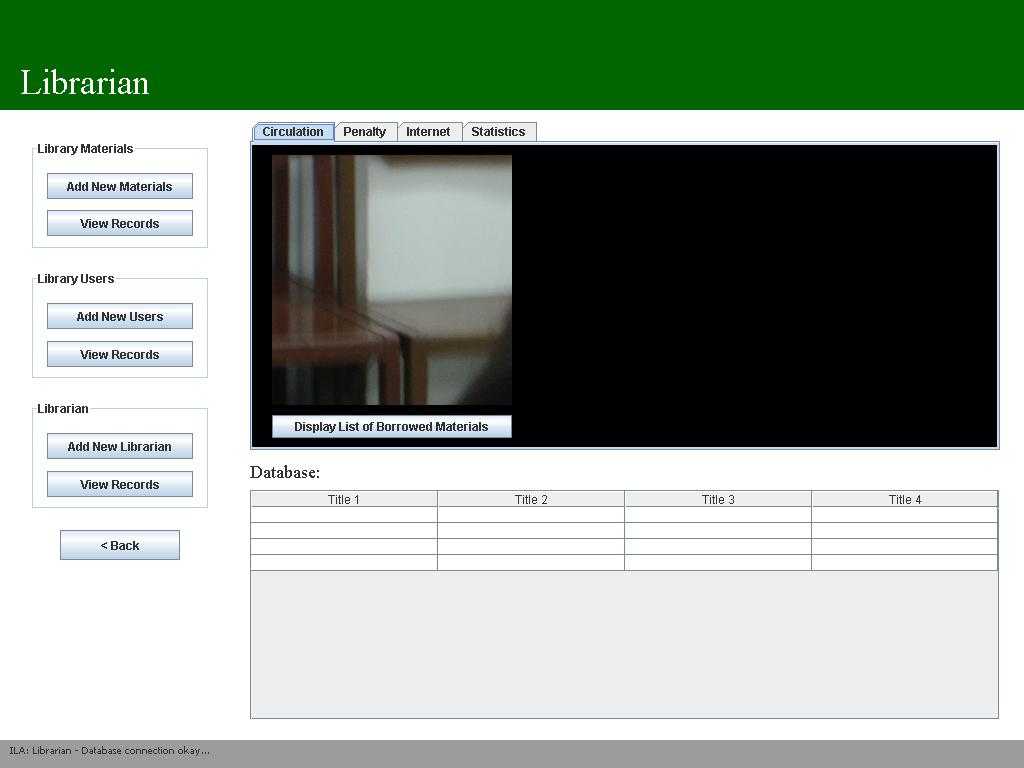 Librarian
Circulation
Penalty
Internet
Statistics
Library Materials
Add New Materials
View Records
Library Users
Add New Users
View Records
Librarian
Add New Librarian
View Records
< Back
Display List of Borrowed Materials
Database:
Title 1
Title 2
Title 3
Title 4
ILA: Librarian - Database connection okay...